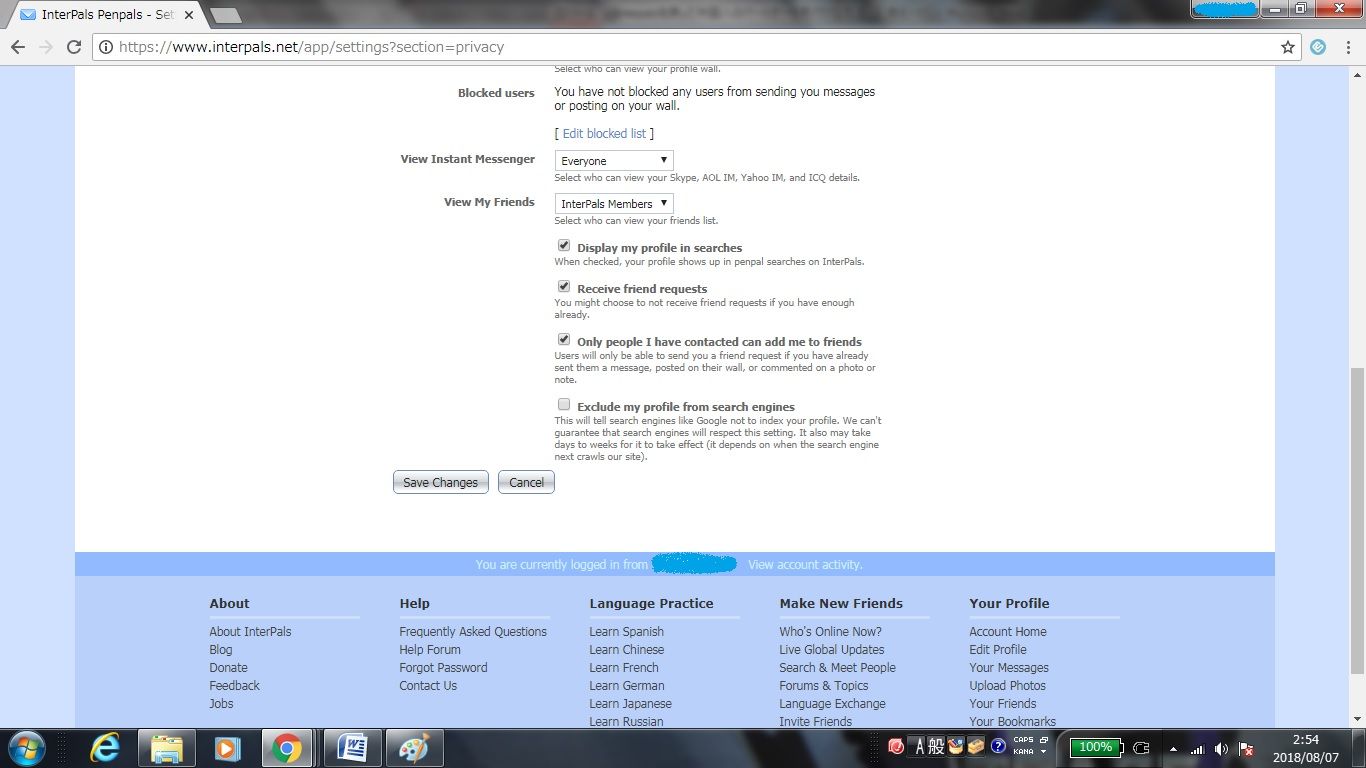 InterPals Penpals - Set
https://www.interpals.net/app/settings?section=privacy
Select who can view your profile wall.
Blocked users
You have not blocked any users from sending you messages
or posting on your wall.
[ Edit blocked list ]
View Instant Messenger
Everyone
Select who can view your Skype, AOL IM, Yahoo IM, and ICQ details.
View My Friends
InterPals Members
Select who can view your friends list.
Display my profile in searches
When checked, your profile shows up in penpal searches on InterPals.
Receive friend requests
You might choose to not receive friend requests if you have enough
already.
Only people I have contacted can add me to friends
Users will only be able to send you a friend request if you have already
sent them a message, posted on their wall, or commented on a photo or
note.
Exclude my profile from search engines
This will tell search engines like Google not to index your profile. We can't
guarantee that search engines will respect this setting. It also may take
days to weeks for it to take effect (it depends on when the search engine
next crawls our site).
Save Changes
Cancel
You are currently logged in from
View account activity.
About
About InterPals
Blog
Donate
Feedback
Jobs
Help
Frequently Asked Questions
Help Forum
Forgot Password
Contact Us
Language Practice
Learn Spanish
Learn Chinese
Learn French
Learn German
Learn Japanese
Learn Russian
Make New Friends
Who's Online Now?
Live Global Updates
Search & Meet People
Forums & Topics
Language Exchange
Invite Friends
Your Profile
Account Home
Edit Profile
Your Messages
Upload Photos
Your Friends
Your Bookmarks
A 般
CAPS
KANA
100%
2:54
2018/08/07